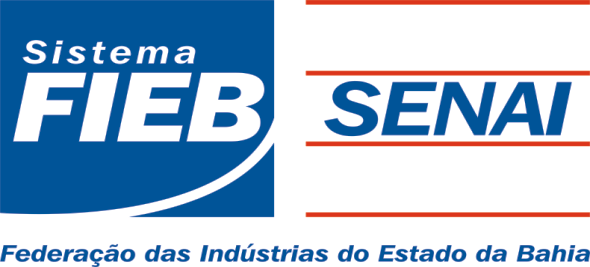 Sistema
FIEB
SENAI
Federação das Indústrias do Estado da Bahia